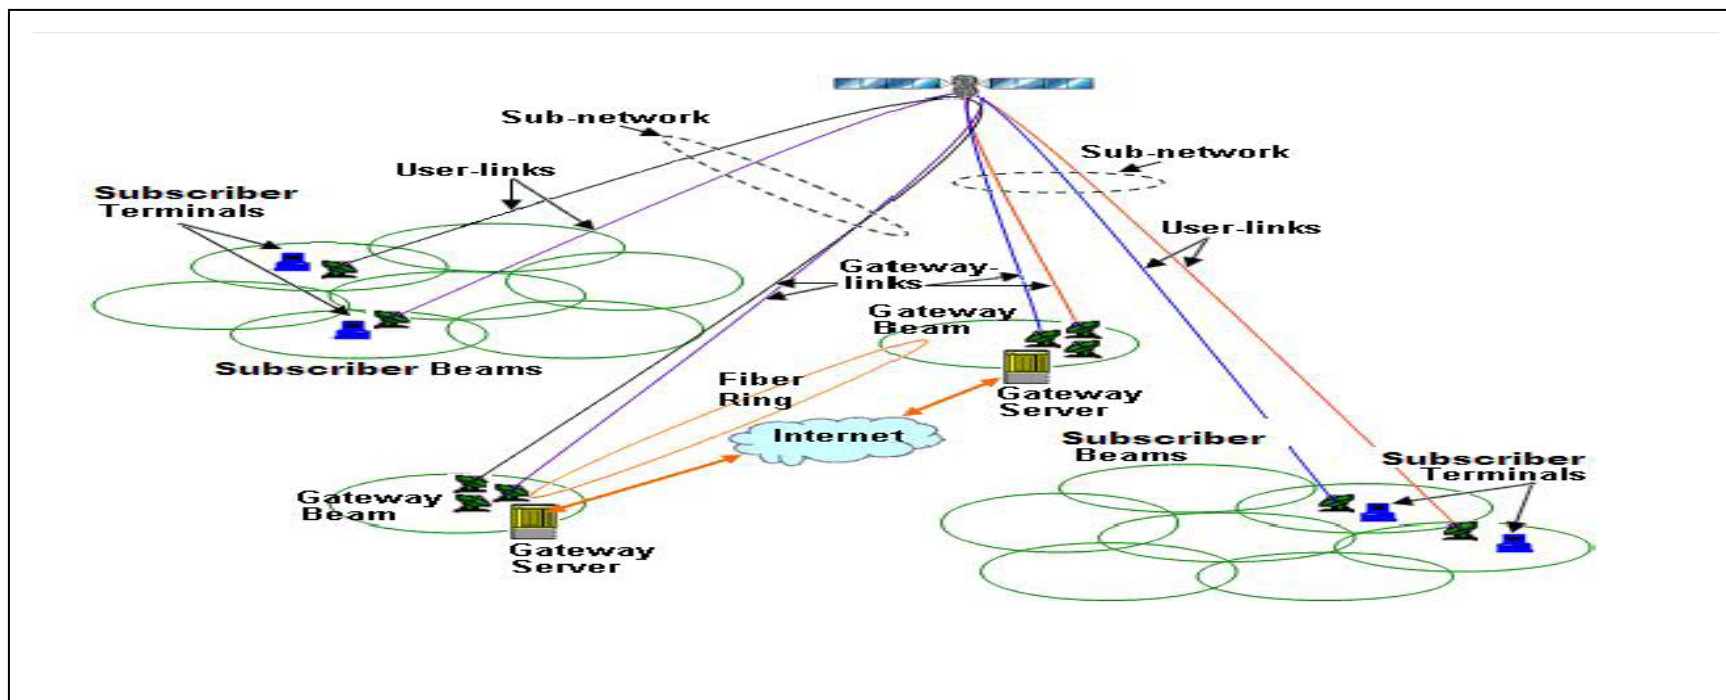 Sub-network
Sub-network
User-links
Subscriber
Terminals
User-links
Gateway-
links
Gateway
Beam
Subscriber Beams
Fiber
Ring
Gateway
Server
Internet
Subscriber
Beams
Subscriber
Terminals
Gateway
Beam
Gateway
Server